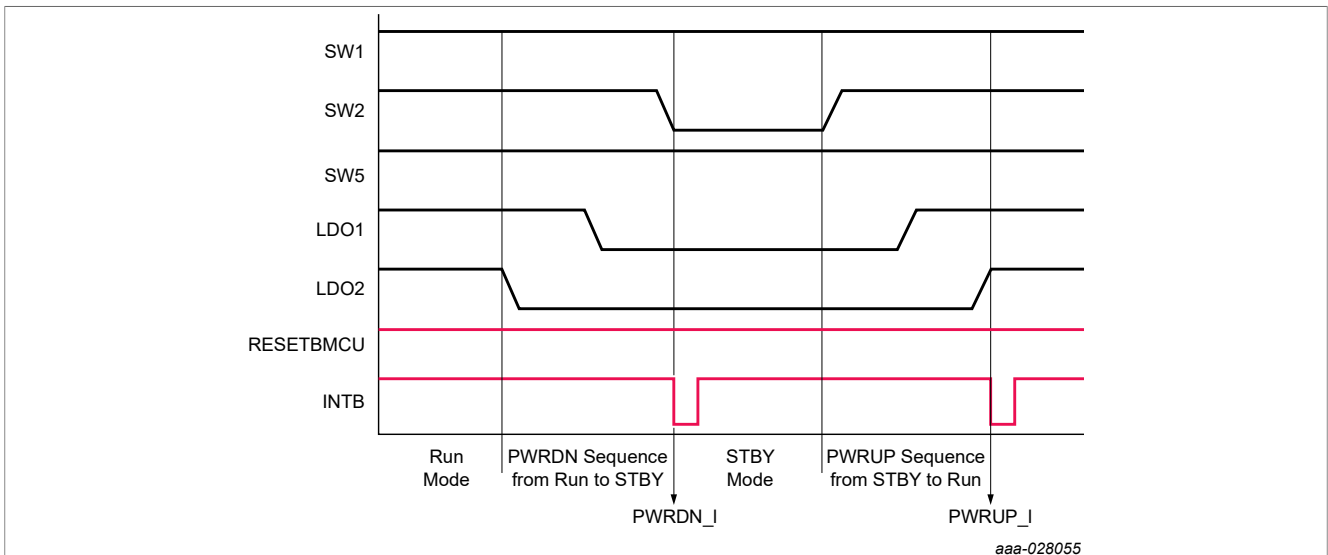 SW1
SW2
SW5
LDO1
LDO2
RESETBMCU
INTB
Run Mode
PWRDN Sequence from Run to STBY
STBY Mode
PWRUP Sequence from STBY to Run
PWRDN_I
PWRUP_I
aaa-028055